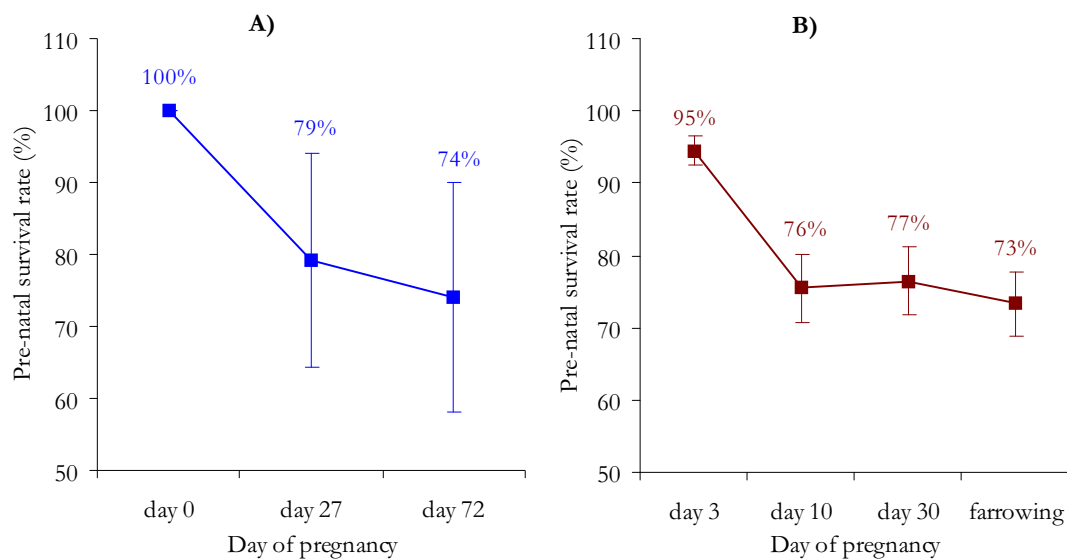 A)
Pre-natal survival rate (%)
110
100
90
80
70
60
50
100%
79%
74%
day 0 day 27 day 72
Day of pregnancy
B)
Pre-natal survival rate (%)
110
100
90
80
70
60
50
95%
76%
77%
73%
day 3 day 10 day 30 farrowing
Day of pregnancy